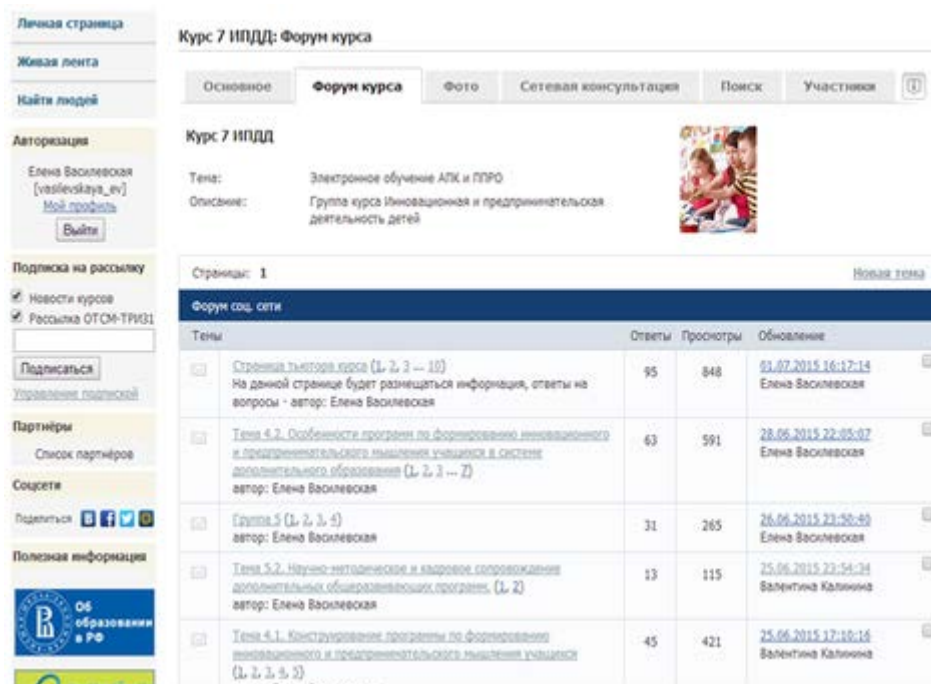 Личная страница
Живая лента
Найти людей
Авторизация
Елена Василевская
[vasilevskaya_ev]
Мой профиль
Выйти
Подписка на рассылку
Новости курсов
Рассылка ОТСМ-ТРИЗ1
Подписаться
Управление подпиской
Партнёры
Список партнёров
Соцсети
Поделиться
Полезная информация
Об
образовании
в РФ
Курс 7 ИПДД: Форум курса
Основное Форум курса Фото Сетевая консультация Поиск Участники
Курс 7 ИПДД
Тема: Электронное обучение АПК и ППРО
Описание: Группа курса Инновационная и предпринимательская
деятельность детей
Страницы: 1 Новая тема
Форум соц. сети
Темы Ответы Просмотры Обновление
Страница тьютора курса (1, 2, 3 ... 10) 95 848 01.07.2015 16:17:14
На данной странице будет размещаться информация, ответы на Елена Василевская
вопросы - автор: Елена Василевская
Тема 4.2. Особенности программ по формированию инновационного 63 591 28.06.2015 22:05:07
и предпринимательского мышления учащихся в системе Елена Василевская
дополнительного образования (1, 2, 3 ... 7)
автор: Елена Василевская
Группа 5 (1, 2, 3, 4) 31 265 26.06.2015 23:50:40
автор: Елена Василевская Елена Василевская
Тема 5.2. Научно-методическое и кадровое сопровождение 13 115 25.06.2015 23:54:34
дополнительных общеразвивающих программ. (1, 2) Валентина Калинина
автор: Елена Василевская
Тема 4.1. Конструирование программы по формированию 45 421 25.06.2015 17:10:16
инновационного и предпринимательского мышления учащихся Валентина Калинина
(1, 2, 3, 4, 5)